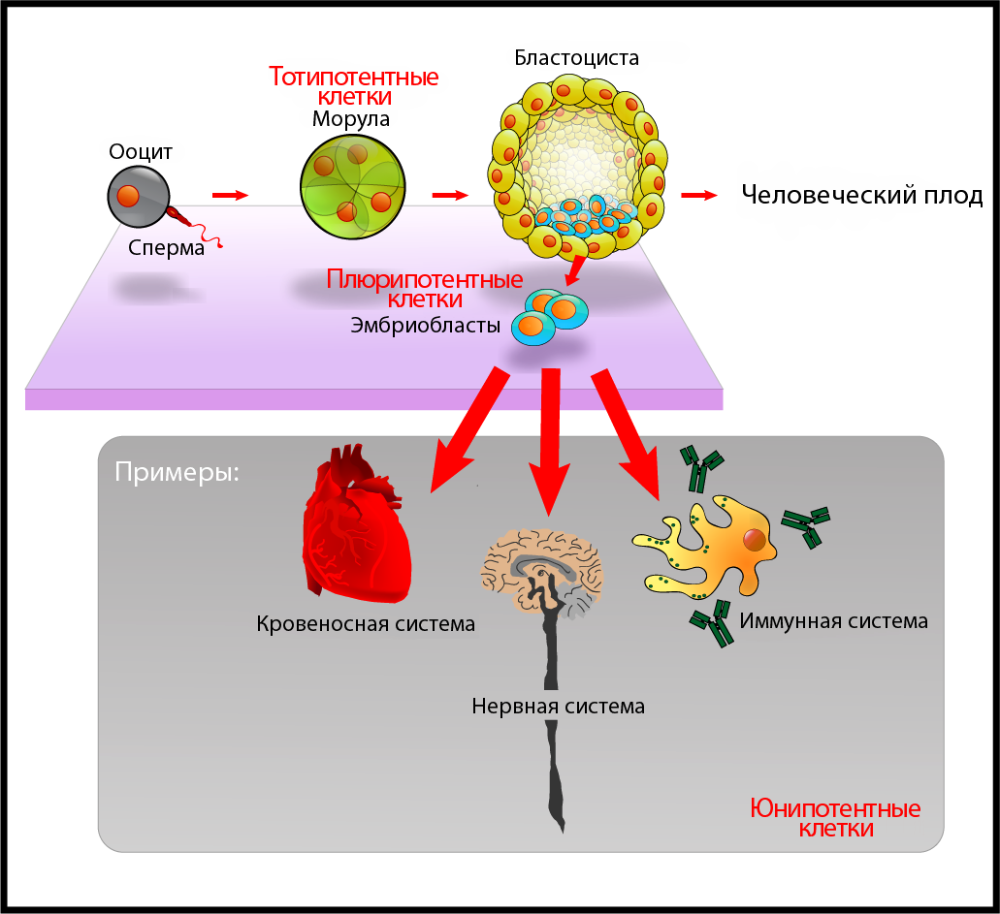 Бластоциста
Тотипотентные
клетки
Морула
Ооцит
Сперма
Человеческий плод
Плюрипотентные
клетки
Эмбриобласты
Примеры:
Кровеносная система
Иммунная система
Нервная система
Юнипотентные
клетки